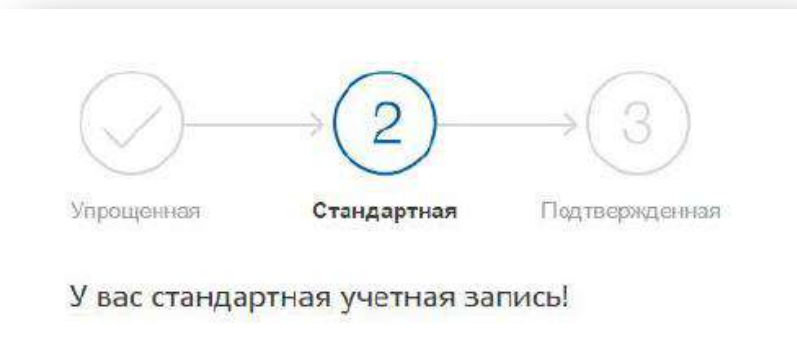 2
3
Упрощенная
Стандартная
Подтвержденная
У вас стандартная учетная запись!